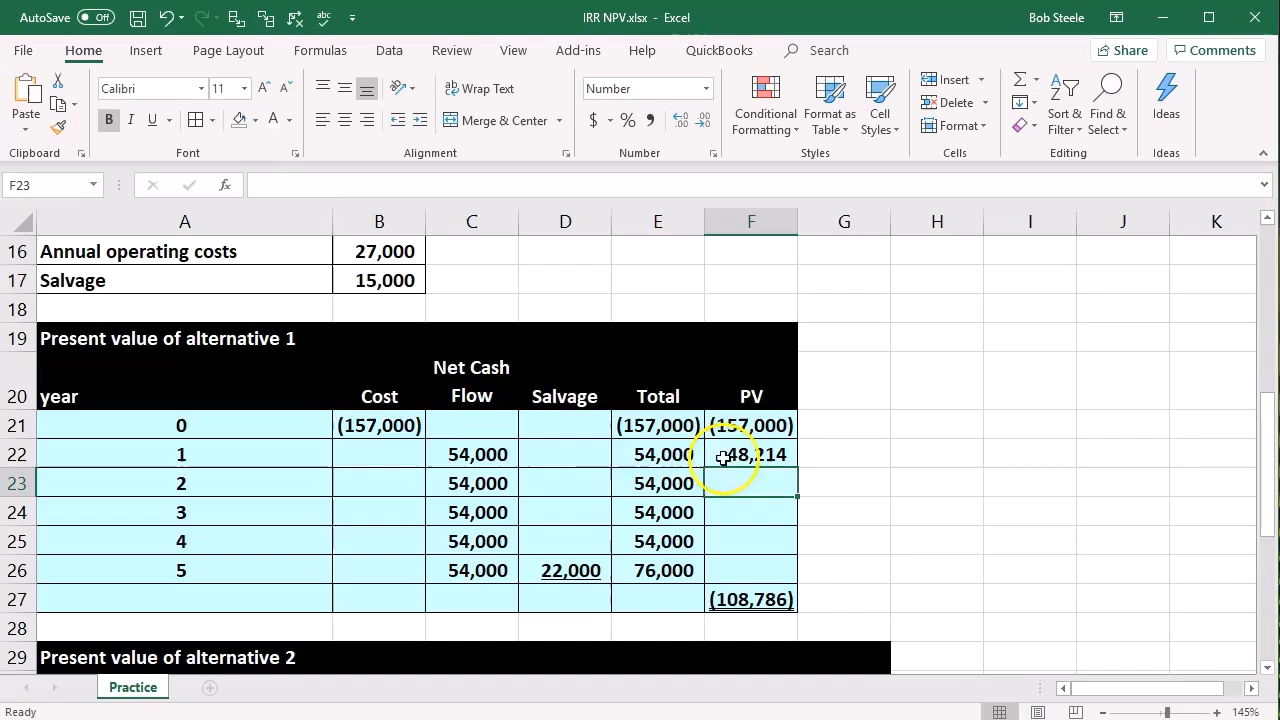 AutoSave Off IRR NPV.xlsx - Excel Bob Steele
File Home Insert Page Layout Formulas Data Review View Add-ins Help QuickBooks Search Share Comments
Paste Calibri 11 A A Wrap Text Number Conditional Formatting Format as Table Cell Styles Insert Delete Format Sort & Filter Find & Select Ideas
B I U A Merge & Center $ % 9
Clipboard Font Alignment Number Styles Cells Editing Ideas
F23 fx
A B C D E F G H I J K
16 Annual operating costs 27,000
17 Salvage 15,000
18
19 Present value of alternative 1
20 year Cost Net Cash Flow Salvage Total PV
21 0 (157,000) (157,000) (157,000)
22 1 54,000 54,000 48,214
23 2 54,000 54,000
24 3 54,000 54,000
25 4 54,000 54,000
26 5 54,000 22,000 76,000
27 (108,786)
28
29 Present value of alternative 2
Practice
Ready 145%